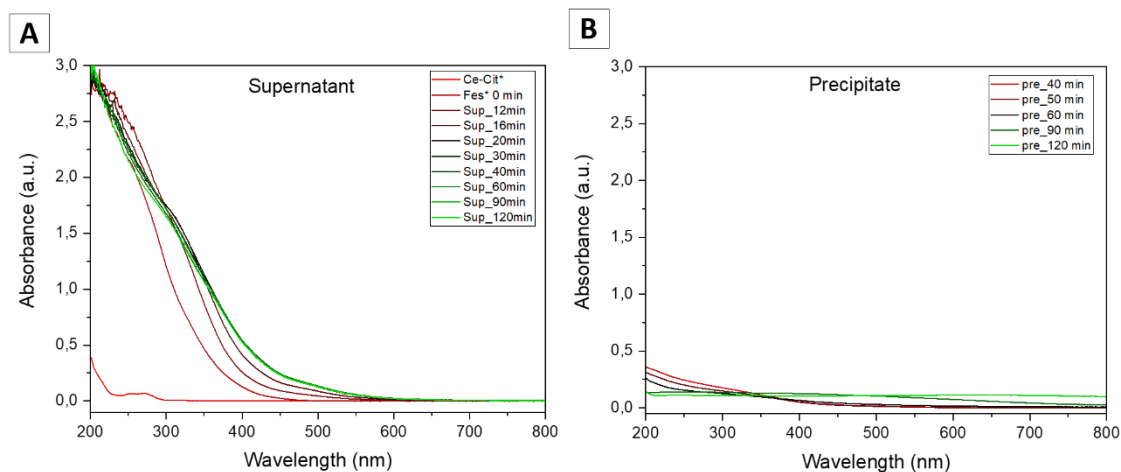 A
Supernatant
3,0
2,5
2,0
1,5
1,0
0,5
0,0
Absorbance (a.u.)
200 300 400 500 600 700 800
Wavelength (nm)
Ce-Cit*
Fes* 0 min
Sup_12min
Sup_16min
Sup_20min
Sup_30min
Sup_40min
Sup_60min
Sup_90min
Sup_120min
B
Precipitate
3,0
2,5
2,0
1,5
1,0
0,5
0,0
Absorbance (a.u.)
200 300 400 500 600 700 800
Wavelength (nm)
pre_40 min
pre_50 min
pre_60 min
pre_90 min
pre_120 min